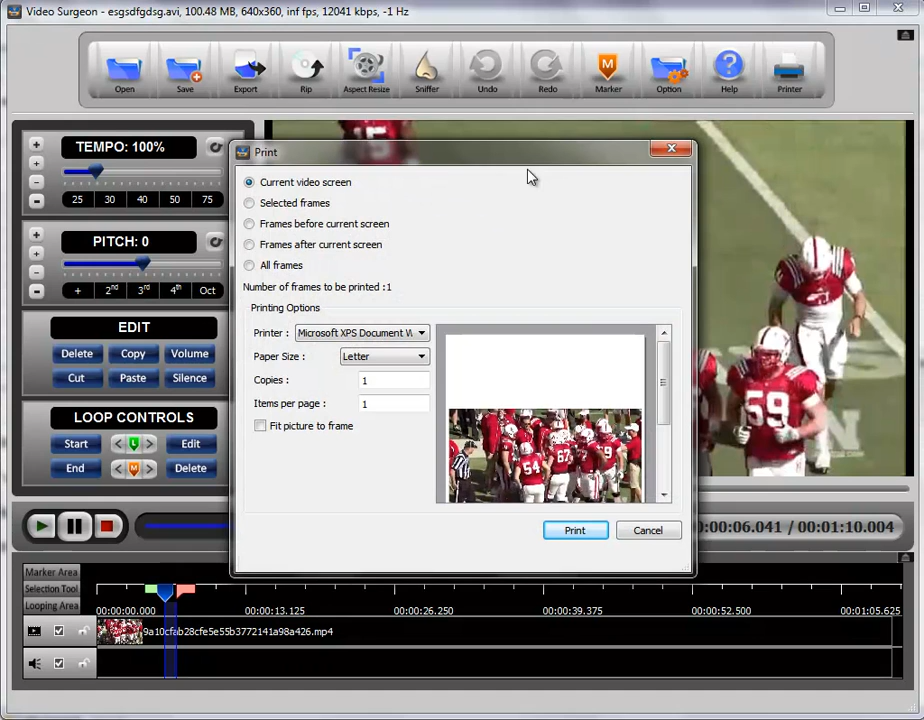 Video Surgeon - esgsdfgdsg.avi, 100.48 MB, 640x360, inf fps, 12041 kbps, -1 Hz
Open
Save
Export
Rip
Aspect Resize
Sniffer
Undo
Redo
M
Marker
Option
?
Help
Printer
TEMPO: 100%
25 30 40 50 75
PITCH: 0
+ 2nd 3rd 4th Oct
EDIT
Delete Copy Volume
Cut Paste Silence
LOOP CONTROLS
Start < L > Edit
End < M > Delete
Print
Current video screen
Selected frames
Frames before current screen
Frames after current screen
All frames
Number of frames to be printed :1
Printing Options
Printer : Microsoft XPS Document W
Paper Size : Letter
Copies : 1
Items per page : 1
Fit picture to frame
54
67
Print Cancel
15
59
N
00:00:06.041 / 00:01:10.004
Marker Area
Selection Tool
Looping Area
00:00:00.000 00:00:13.125 00:00:26.250 00:00:39.375 00:00:52.500 00:01:05.625
9a10cfab28cfe5e55b3772141a98a426.mp4